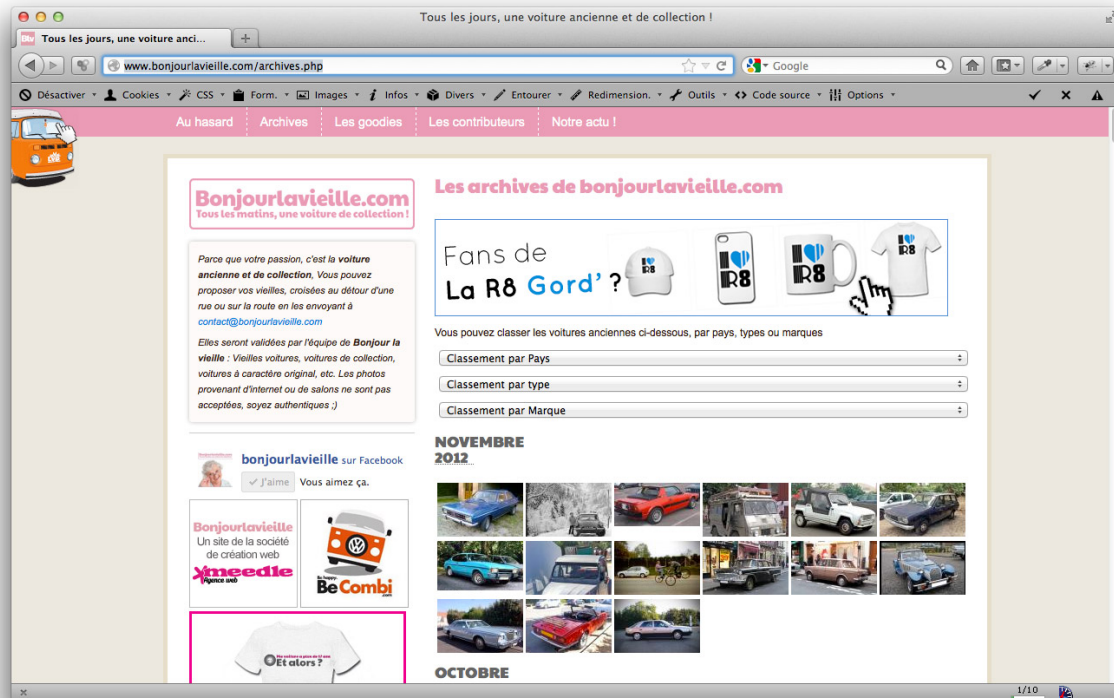 Tous les jours, une voiture ancienne et de collection !
Tous les jours, une voiture anci...
www.bonjourlavieille.com/archives.php
Google
Désactiver Cookies CSS Form. Images Infos Divers Entourer Redimension. Outils Code source Options
Au hasard Archives Les goodies Les contributeurs Notre actu !
Bonjourlavieille.com
Tous les matins, une voiture de collection !
Parce que votre passion, c'est la voiture
ancienne et de collection, Vous pouvez
proposer vos vieilles, croisées au détour d'une
rue ou sur la route en les envoyant à
contact@bonjourlavieille.com
Elles seront validées par l'équipe de Bonjour la
vieille : Vieilles voitures, voitures de collection,
voitures à caractère original, etc. Les photos
provenant d'internet ou de salons ne sont pas
acceptées, soyez authentiques ;)
bonjourlavieille sur Facebook
J'aime Vous aimez ça.
Bonjourlavieille
Un site de la société
de création web
Xmeedle
Agence web
Be happy
BeCombi
.com
Et alors ?
Les archives de bonjourlavieille.com
Fans de
La R8 Gord' ?
I
R8
I
R8
I
R8
I
R8
Vous pouvez classer les voitures anciennes ci-dessous, par pays, types ou marques
Classement par Pays
Classement par type
Classement par Marque
NOVEMBRE
2012
OCTOBRE
1/10